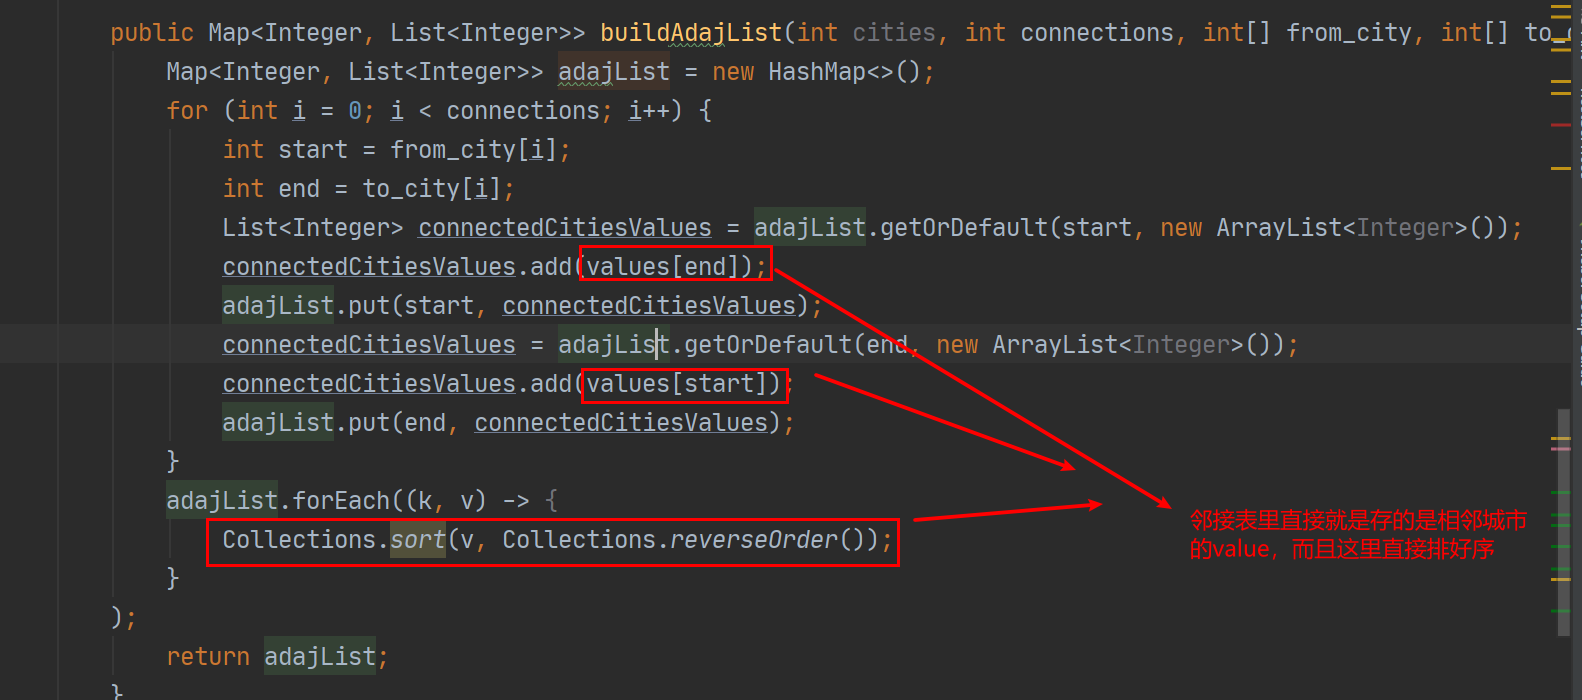 public Map<Integer, List<Integer>> buildAdajList(int cities, int connections, int[] from_city, int[] 
Map<Integer, List<Integer>> adajList = new HashMap<>();
for (int i = 0; i < connections; i++) {
int start = from_city[i];
int end = to_city[i];
List<Integer> connectedCitiesValues = adajList.getOrDefault(start, new ArrayList<Integer>());
connectedCitiesValues.add(values[end]);
adajList.put(start, connectedCitiesValues);
connectedCitiesValues = adajList.getOrDefault(end, new ArrayList<Integer>());
connectedCitiesValues.add(values[start]);
adajList.put(end, connectedCitiesValues);
}
adajList.forEach((k, v) -> {
Collections.sort(v, Collections.reverseOrder());
}
);
return adajList;
}
邻接表里直接就是存的是相邻城市
的value，而且这里直接排好序